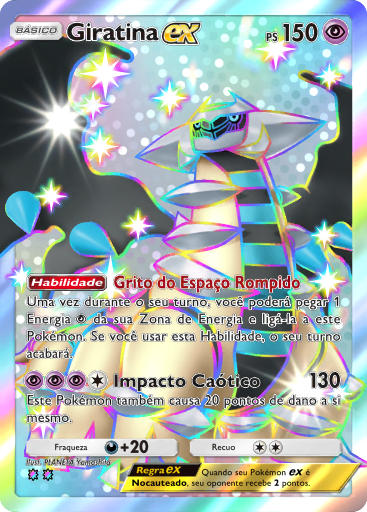 BÁSICO Giratina ex PS 150
Habilidade Grito do Espaço Rompido
Uma vez durante o seu turno, você poderá pegar 1
Energia da sua Zona de Energia e ligá-la a este
Pokémon. Se você usar esta Habilidade, o seu turno
acabará.
Impacto Caótico 130
Este Pokémon também causa 20 pontos de dano a si
mesmo.
Fraqueza +20 Recuo
Ilust. PLANETA Yamashita
Regra ex Quando seu Pokémon ex é
Nocauteado, seu oponente recebe 2 pontos.